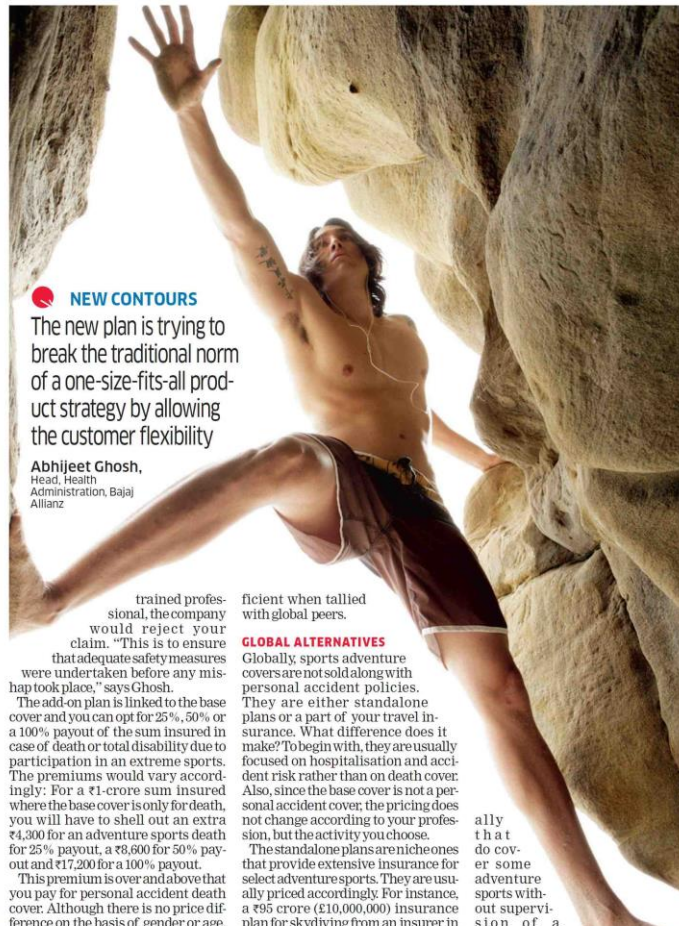 NEW CONTOURS
The new plan is trying to
break the traditional norm
of a one-size-fits-all prod-
uct strategy by allowing
the customer flexibility
Abhijeet Ghosh,
Head, Health
Administration, Bajaj
Allianz
trained profes-
sional, the company
would reject your
claim. “This is to ensure
that adequate safety measures
were undertaken before any mis-
hap took place,” says Ghosh.
The add-on plan is linked to the base
cover and you can opt for 25%, 50% or
a 100% payout of the sum insured in
case of death or total disability due to
participation in an extreme sports.
The premiums would vary accord-
ingly: For a ₹1-crore sum insured
where the base cover is only for death,
you will have to shell out an extra
₹4,300 for an adventure sports death
for 25% payout, a ₹8,600 for 50% pay-
out and ₹17,200 for a 100% payout.
This premium is over and above that
you pay for personal accident death
cover. Although there is no price dif-
ference on the basis of gender or age,
ficient when tallied
with global peers.
GLOBAL ALTERNATIVES
Globally, sports adventure
covers are not sold along with
personal accident policies.
They are either standalone
plans or a part of your travel in-
surance. What difference does it
make? To begin with, they are usually
focused on hospitalisation and acci-
dent risk rather than on death cover.
Also, since the base cover is not a per-
sonal accident cover, the pricing does
not change according to your profes-
sion, but the activity you choose.
The standalone plans are niche ones
that provide extensive insurance for
select adventure sports. They are usu-
ally priced accordingly. For instance,
a ₹95 crore (£10,000,000) insurance
plan for skydiving from an insurer in
ally
that
do cov-
er some
adventure
sports with-
out supervi-
sion of a